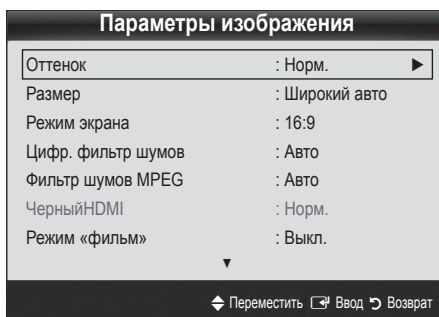 Параметры изображения
Оттенок : Норм. ▶
Размер : Широкий авто
Режим экрана : 16:9
Цифр. фильтр шумов : Авто
Фильтр шумов MPEG : Авто
ЧерныйHDMI : Норм.
Режим «фильм» : Выкл.
▼
Переместить Ввод Возврат